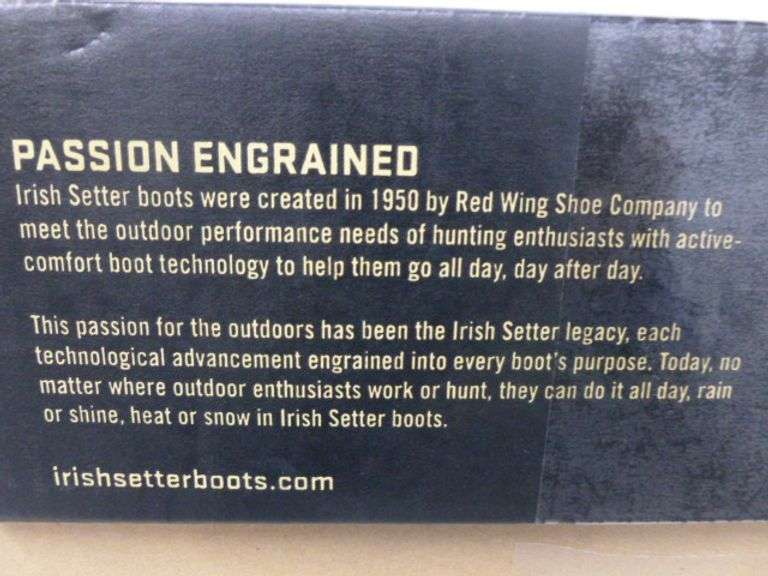 PASSION ENGRAINED
Irish Setter boots were created in 1950 by Red Wing Shoe Company to
meet the outdoor performance needs of hunting enthusiasts with active-
comfort boot technology to help them go all day, day after day.
This passion for the outdoors has been the Irish Setter legacy, each
technological advancement engrained into every boot's purpose. Today, no
matter where outdoor enthusiasts work or hunt, they can do it all day, rain
or shine, heat or snow in Irish Setter boots.
irishsetterboots.com